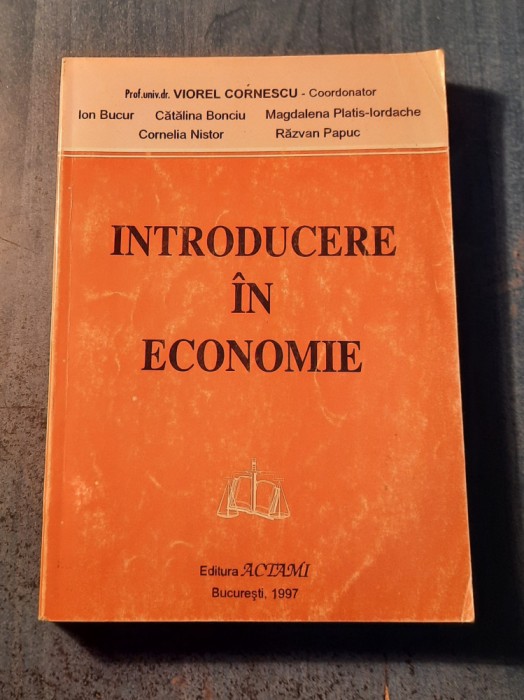 Prof.univ.dr. VIOREL CORNESCU - Coordonator
Ion Bucur Cătălina Bonciu Magdalena Platis-Iordache
Cornelia Nistor Răzvan Papuc
INTRODUCERE
ÎN
ECONOMIE
Editura ACTAMI
Bucureşti, 1997